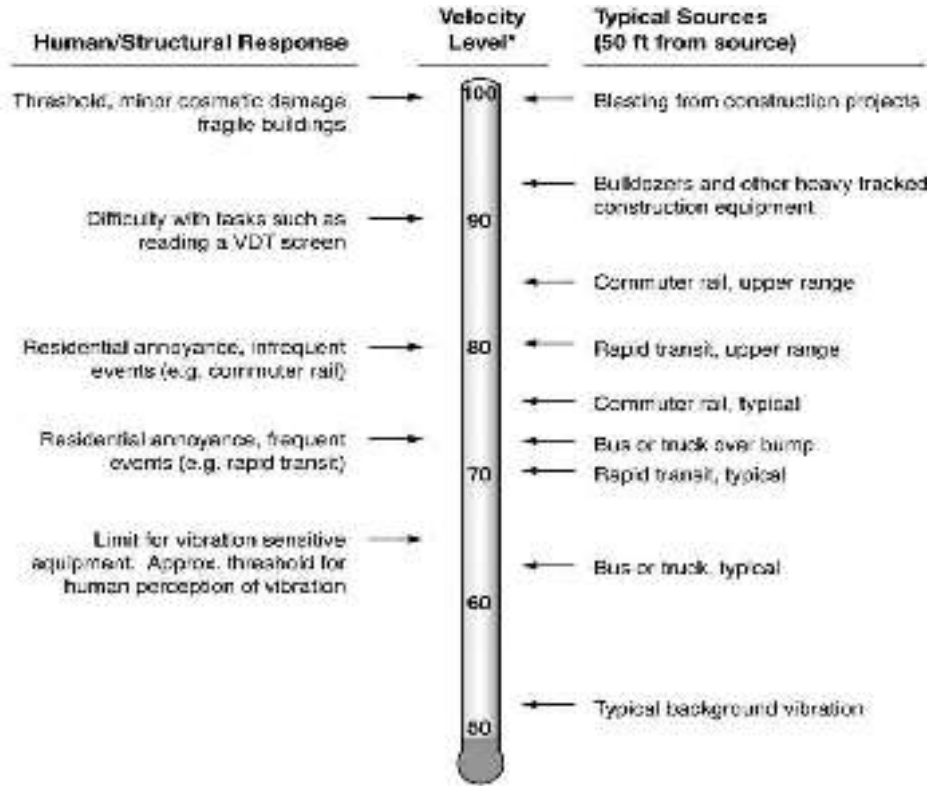 Human/Structural Response
Velocity
Level*
Typical Sources
(50 ft from source)
Threshold, minor cosmetic damage
fragile buildings
100
Blasting from construction projects
Bulldozers and other heavy tracked
construction equipment
Difficulty with tasks such as
reading a VDT screen
90
Commuter rail, upper range
Residential annoyance, infrequent
events (e.g. commuter rail)
80
Rapid transit, upper range
Commuter rail, typical
Residential annoyance, frequent
events (e.g. rapid transit)
Bus or truck over bump
70
Rapid transit, typical
Limit for vibration sensitive
equipment. Approx. threshold for
human perception of vibration
Bus or truck, typical
60
Typical background vibration
50